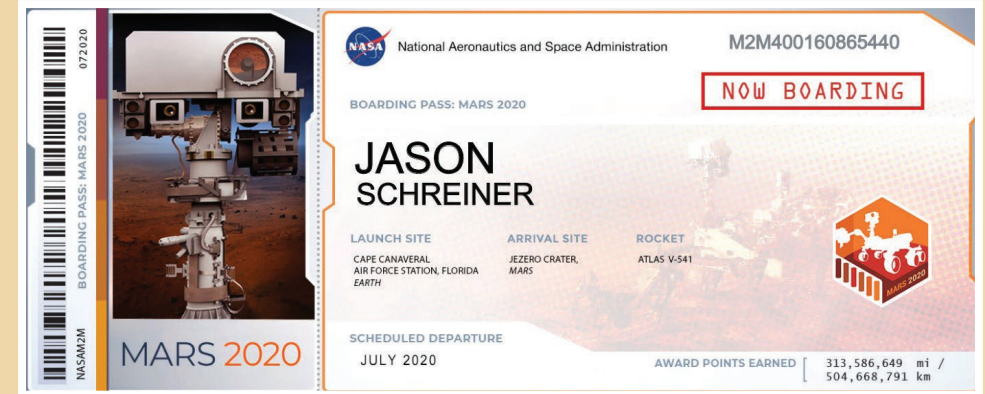 072020
BOARDING PASS: MARS 2020
NASAM2M
MARS 2020
NASA
National Aeronautics and Space Administration
M2M400160865440
NOW BOARDING
BOARDING PASS: MARS 2020
JASON
SCHREINER
LAUNCH SITE
CAPE CANAVERAL
AIR FORCE STATION, FLORIDA
EARTH
ARRIVAL SITE
JEZERO CRATER,
MARS
ROCKET
ATLAS V-541
MARS 2020
SCHEDULED DEPARTURE
JULY 2020
AWARD POINTS EARNED
313,586,649 mi /
504,668,791 km